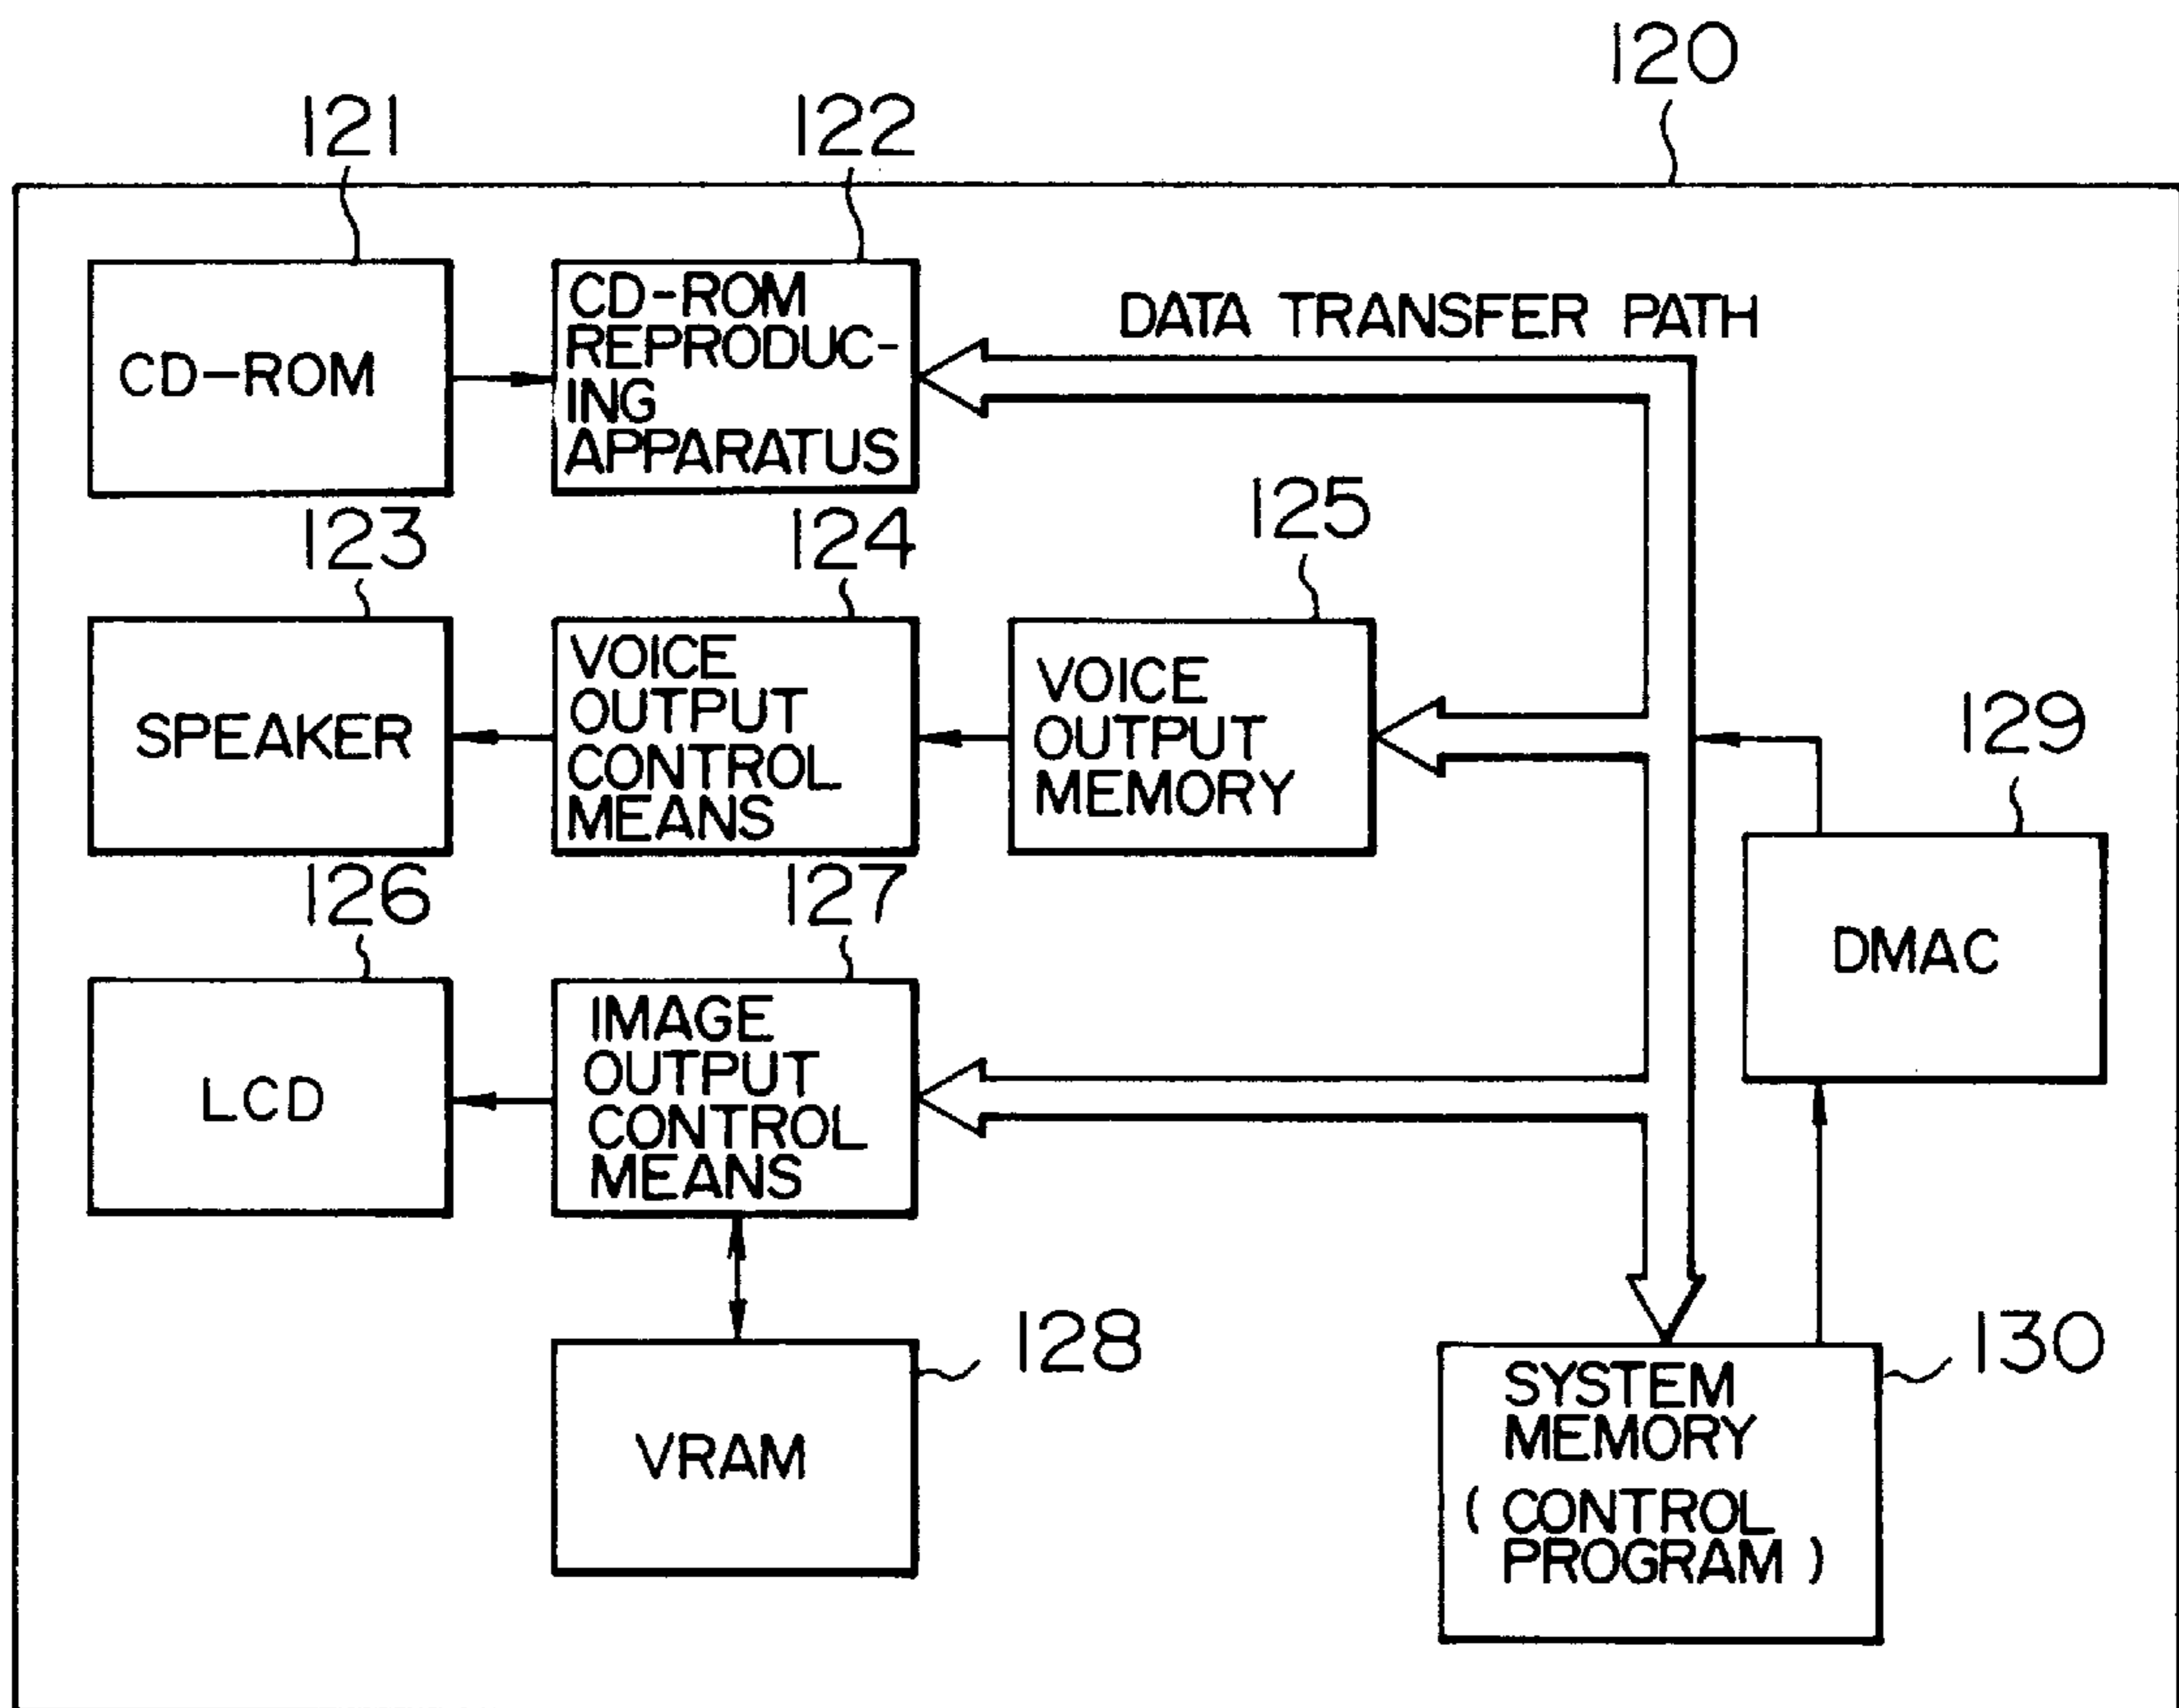 120
121
122
CD-ROM
CD-ROM
REPRODUC-
ING
APPARATUS
DATA TRANSFER PATH
123
124
125
SPEAKER
VOICE
OUTPUT
CONTROL
MEANS
VOICE
OUTPUT
MEMORY
129
DMAC
126
127
LCD
IMAGE
OUTPUT
CONTROL
MEANS
128
VRAM
130
SYSTEM
MEMORY
( CONTROL
PROGRAM )